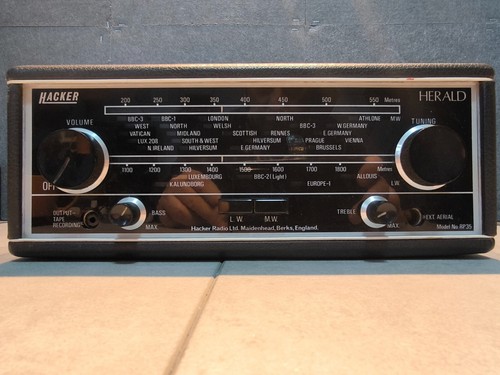 HACKER HERALD
200 250 300 350 400 450 500 550 Metres
MW
VOLUME BBC-3 BBC-1 LONDON NORTH ATHLONE TUNING
WEST NORTH WELSH BBC-3 W.GERMANY
VATICAN MIDLAND SCOTTISH RENNES E.GERMANY
LUX 208 SOUTH & WEST HILVERSUM PRAGUE VIENNA
N IRELAND HILVERSUM E.GERMANY BRUSSELS
1100 1200 1300 1400 1500 1600 1700 1800 Metres
LUXEMBOURG BBC-2(Light) ALLOUIS
OFF KALUNDBORG EUROPE-I L.W.
OUTPUT-
TAPE
RECORDING
BASS
MAX
L.W. M.W.
TREBLE
MAX
EXT. AERIAL
Hacker Radio Ltd. Maidenhead, Berks, England.
Model No. RP35